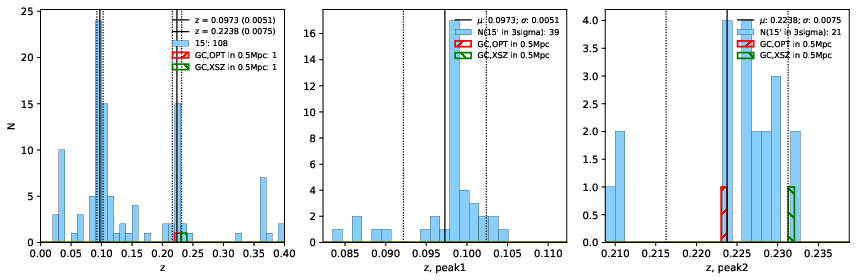 z = 0.0973 (0.0051)
z = 0.2238 (0.0075)
15': 108
GC,OPT in 0.5Mpc: 1
GC,XSZ in 0.5Mpc: 1
25
20
15
10
5
0
N
0.00 0.05 0.10 0.15 0.20 0.25 0.30 0.35 0.40
z
μ: 0.0973; σ: 0.0051
N(15' in 3sigma): 39
GC,OPT in 0.5Mpc
GC,XSZ in 0.5Mpc
16
14
12
10
8
6
4
2
0
0.085 0.090 0.095 0.100 0.105 0.110
z, peak1
μ: 0.2238; σ: 0.0075
N(15' in 3sigma): 21
GC,OPT in 0.5Mpc
GC,XSZ in 0.5Mpc
4.0
3.5
3.0
2.5
2.0
1.5
1.0
0.5
0.0
0.210 0.215 0.220 0.225 0.230 0.235
z, peak2